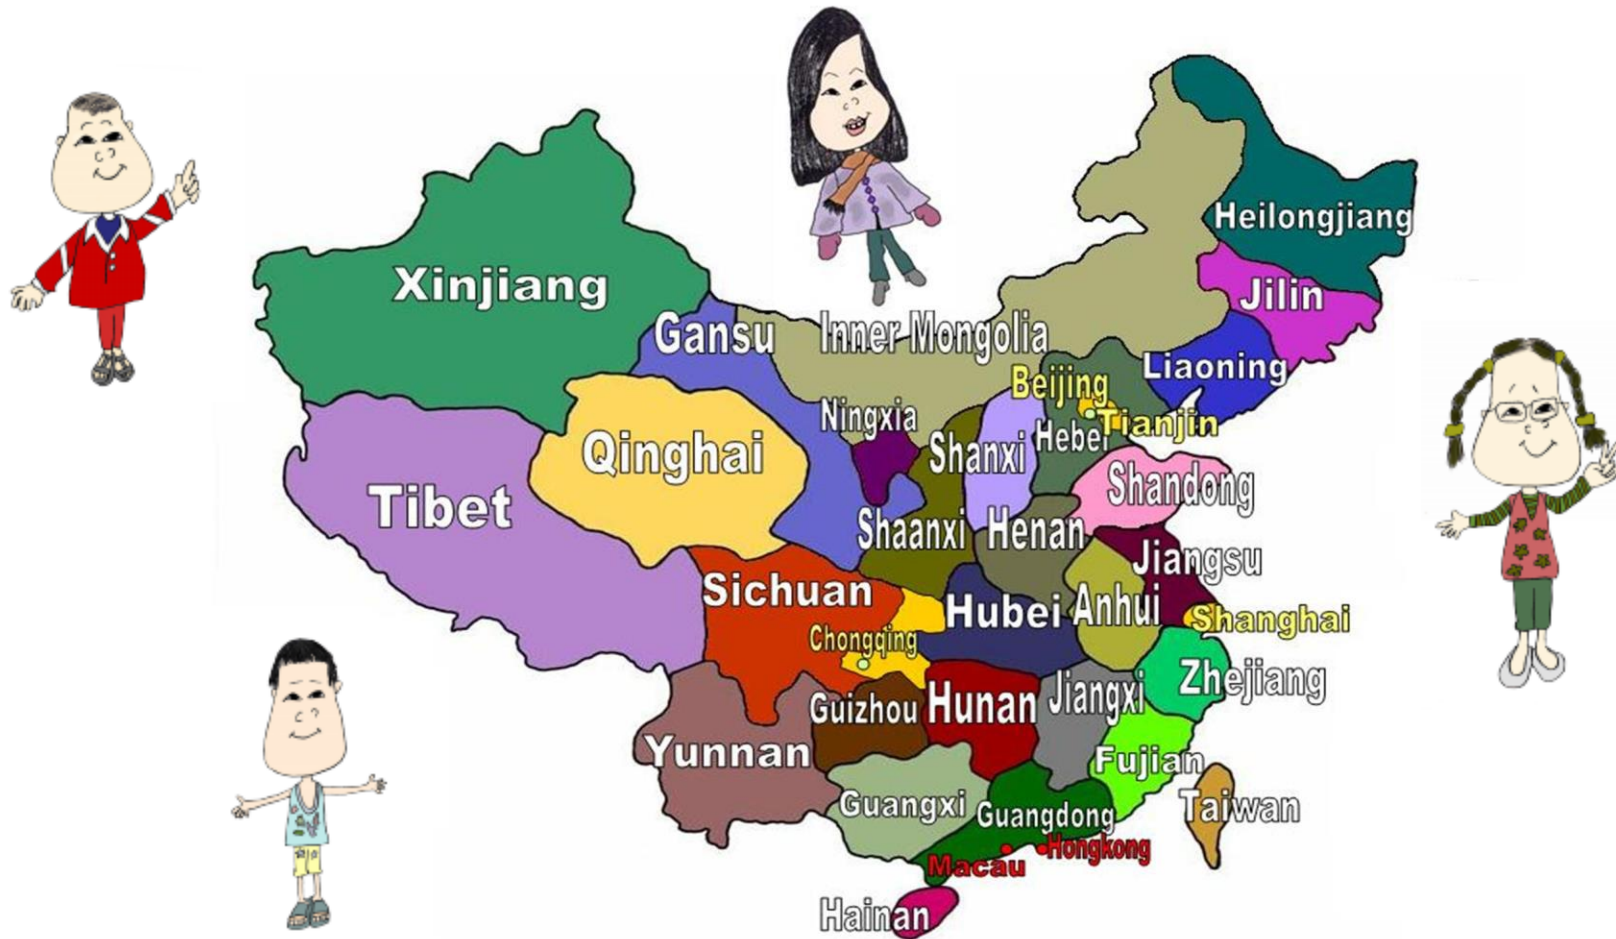 Heilongjiang
Xinjiang
Jilin
Gansu
Inner Mongolia
Liaoning
Beijing
Ningxia
Tianjin
Hebei
Shanxi
Qinghai
Shandong
Tibet
Shaanxi
Henan
Jiangsu
Sichuan
Hubei
Anhui
Shanghai
Chongqing
Zhejiang
Jiangxi
Guizhou
Hunan
Yunnan
Fujian
Guangxi
Taiwan
Guangdong
Hongkong
Macau
Hainan